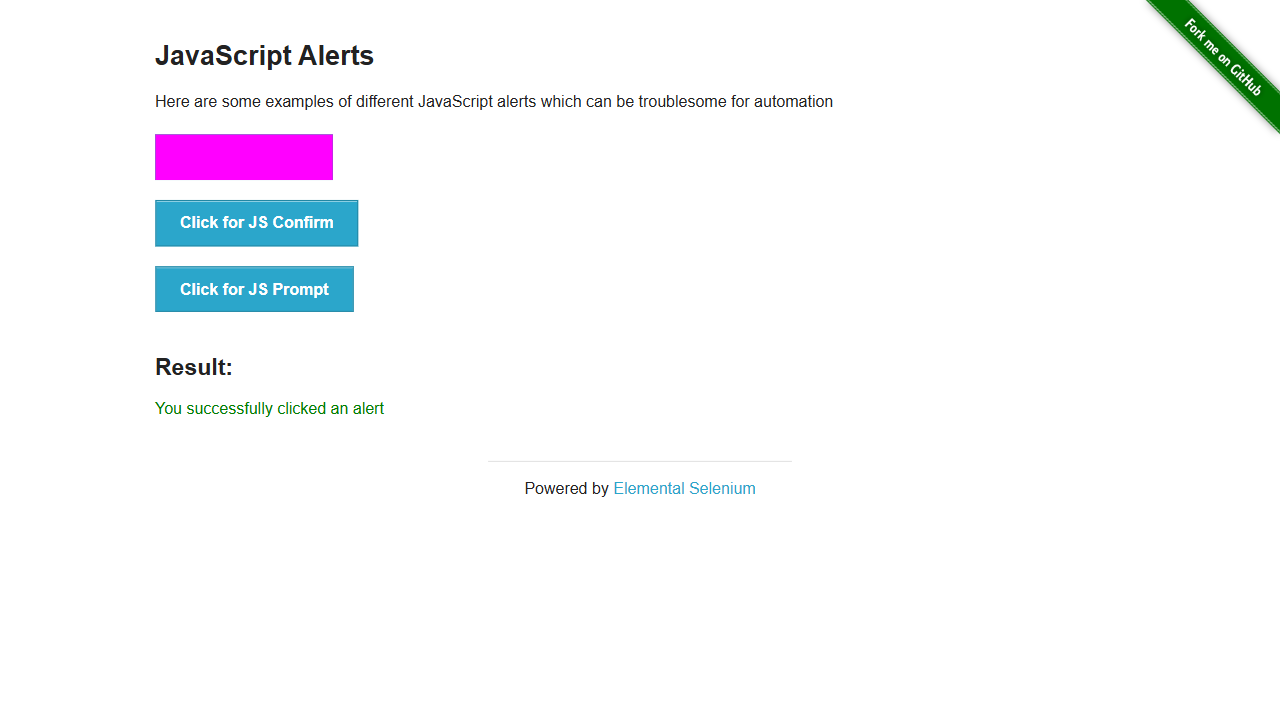 Fork me on GitHub
JavaScript Alerts
Here are some examples of different JavaScript alerts which can be troublesome for automation
Click for JS Confirm
Click for JS Prompt
Result:
You successfully clicked an alert
Powered by Elemental Selenium